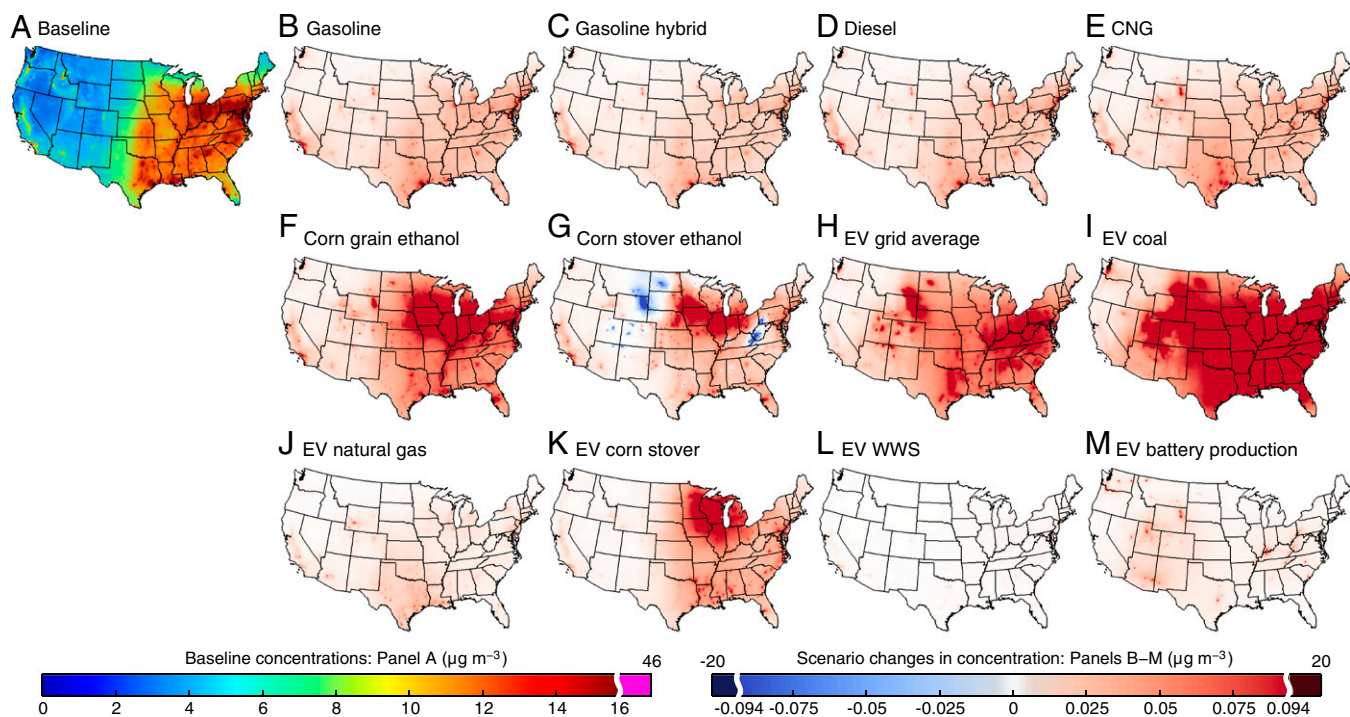 A Baseline
B Gasoline
C Gasoline hybrid
D Diesel
E CNG
F Corn grain ethanol
G Corn stover ethanol
H EV grid average
I EV coal
J EV natural gas
K EV corn stover
L EV WWS
M EV battery production
Baseline concentrations: Panel A (µg m⁻³) 46
0 2 4 6 8 10 12 14 16
-20 Scenario changes in concentration: Panels B–M (µg m⁻³) 20
-0.094 -0.075 -0.05 -0.025 0 0.025 0.05 0.075 0.094